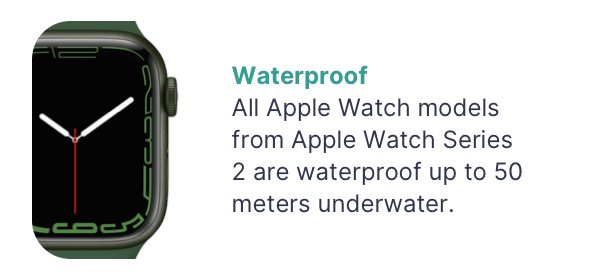 Waterproof
All Apple Watch models
from Apple Watch Series
2 are waterproof up to 50
meters underwater.